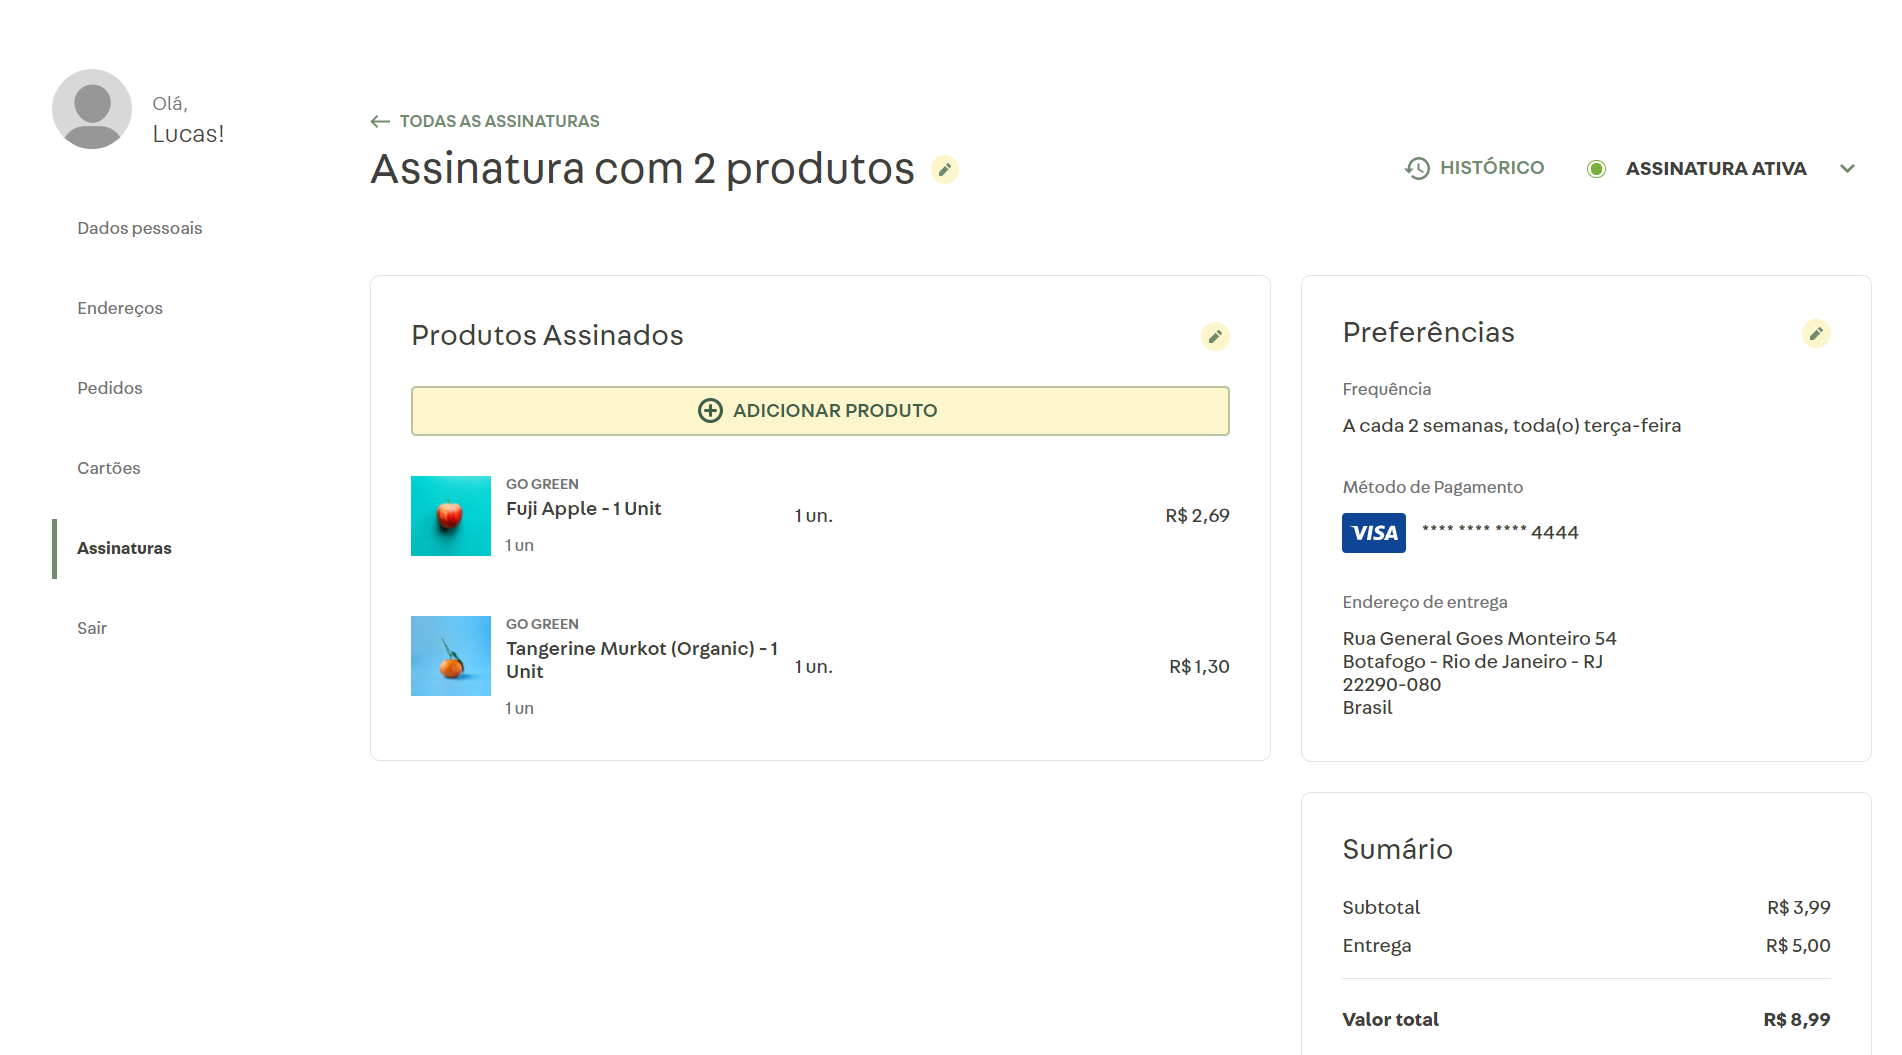 Olá,
Lucas!
Dados pessoais
Endereços
Pedidos
Cartões
Assinaturas
Sair
TODAS AS ASSINATURAS
Assinatura com 2 produtos
HISTÓRICO
ASSINATURA ATIVA
Produtos Assinados
ADICIONAR PRODUTO
GO GREEN
Fuji Apple - 1 Unit
1 un
1 un.
R$ 2,69
GO GREEN
Tangerine Murkot (Organic) - 1
Unit
1 un
1 un.
R$ 1,30
Preferências
Frequência
A cada 2 semanas, toda(o) terça-feira
Método de Pagamento
VISA **** **** **** 4444
Endereço de entrega
Rua General Goes Monteiro 54
Botafogo - Rio de Janeiro - RJ
22290-080
Brasil
Sumário
Subtotal R$ 3,99
Entrega R$ 5,00
Valor total R$ 8,99